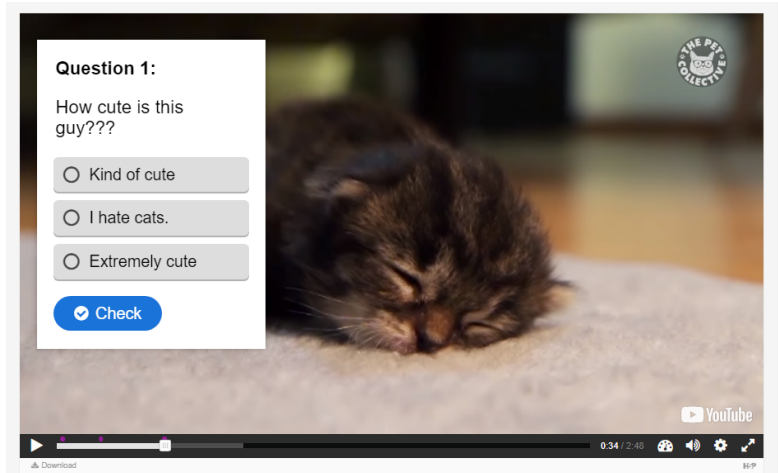 Question 1:
How cute is this
guy???
Kind of cute
I hate cats.
Extremely cute
Check
THE PET
COLLECTIVE
YouTube
0:34 / 2:48
Download
H-P